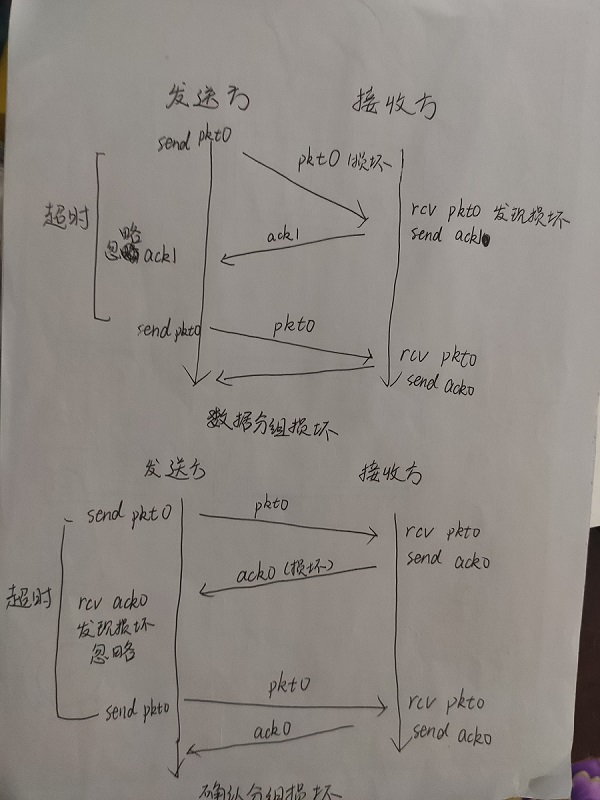 发送方 接收方
send pkt0
pkt0 (损坏)
超时
rcv pkt0 发现损坏
send ack1
ack1
忽略 ack1
send pkt0 pkt0
rcv pkt0
send ack0
数据分组损坏
发送方 接收方
send pkt0 pkt0
rcv pkt0
send ack0
ack0 (损坏)
超时
rcv ack0
发现损坏
忽略
send pkt0 pkt0
rcv pkt0
send ack0
ack0
确认分组损坏